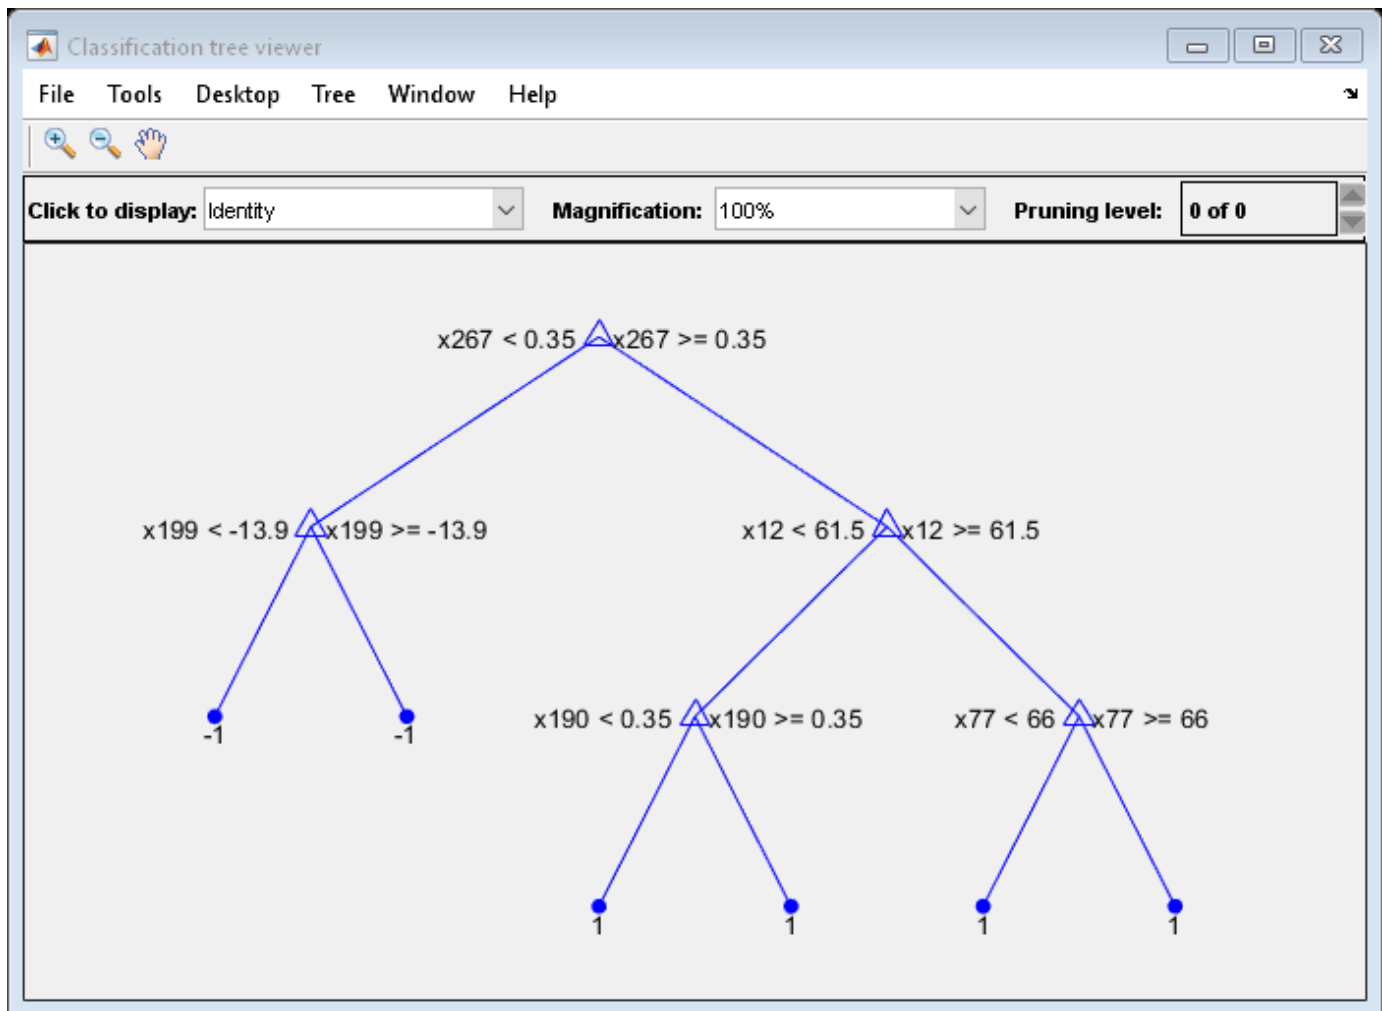 Classification tree viewer
File Tools Desktop Tree Window Help
Click to display: Identity Magnification: 100% Pruning level: 0 of 0
x267 < 0.35 x267 >= 0.35
x199 < -13.9 x199 >= -13.9 x12 < 61.5 x12 >= 61.5
-1 -1 x190 < 0.35 x190 >= 0.35 x77 < 66 x77 >= 66
1 1 1 1